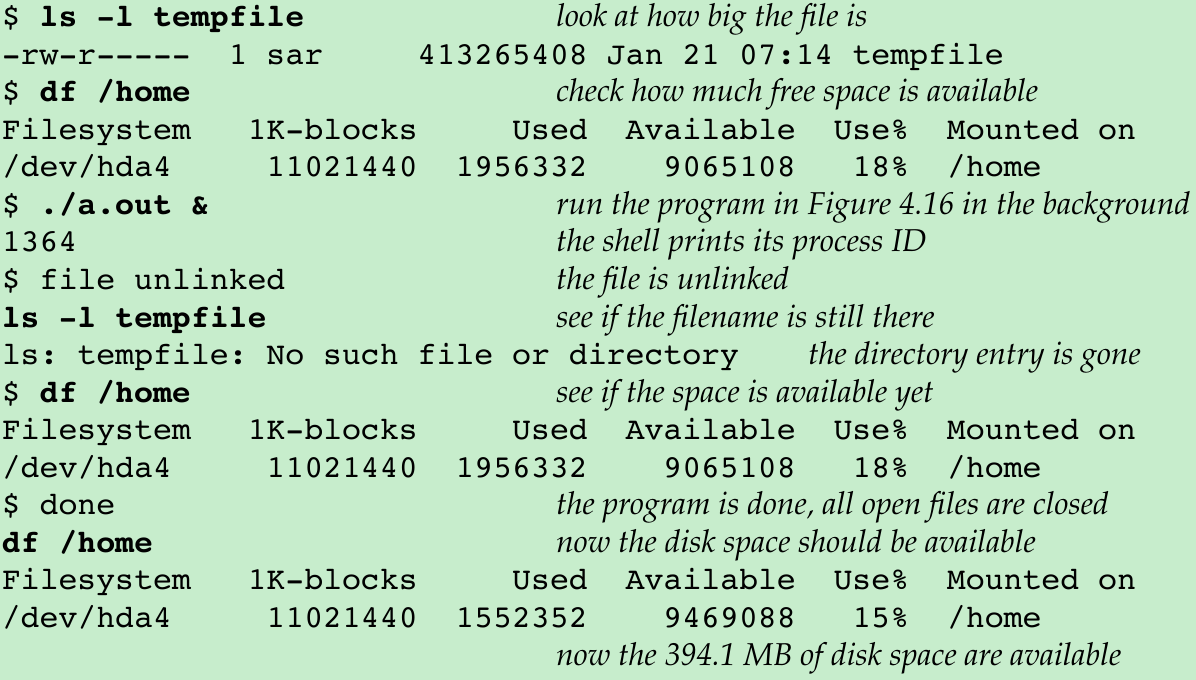 $ ls -l tempfile look at how big the file is
-rw-r----- 1 sar 413265408 Jan 21 07:14 tempfile
$ df /home check how much free space is available
Filesystem 1K-blocks Used Available Use% Mounted on
/dev/hda4 11021440 1956332 9065108 18% /home
$ ./a.out & run the program in Figure 4.16 in the background
1364 the shell prints its process ID
$ file unlinked the file is unlinked
ls -l tempfile see if the filename is still there
ls: tempfile: No such file or directory the directory entry is gone
$ df /home see if the space is available yet
Filesystem 1K-blocks Used Available Use% Mounted on
/dev/hda4 11021440 1956332 9065108 18% /home
$ done the program is done, all open files are closed
df /home now the disk space should be available
Filesystem 1K-blocks Used Available Use% Mounted on
/dev/hda4 11021440 1552352 9469088 15% /home
now the 394.1 MB of disk space are available